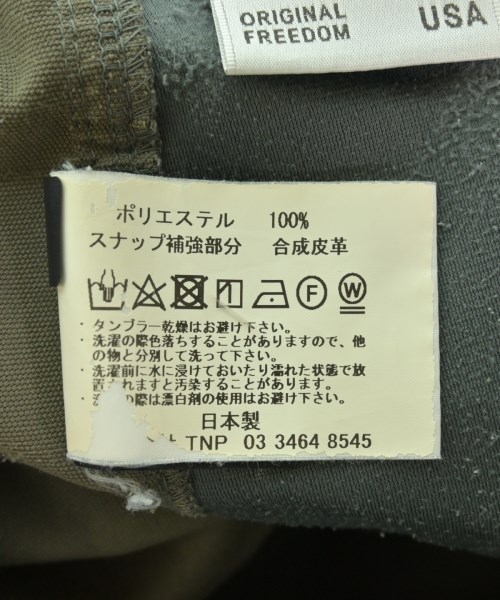 ORIGINAL USA
FREEDOM
ポリエステル 100%
スナップ補強部分 合成皮革
F W
・タンブラー乾燥はお避け下さい。
・洗濯の際色落ちすることがありますので、他
の物と分別して洗って下さい。
・洗濯前に水に浸けておいたり濡れた状態で放
置されますと汚染することがあります。
の際は漂白剤の使用はお避け下さい。
日本製
TNP 03 3464 8545